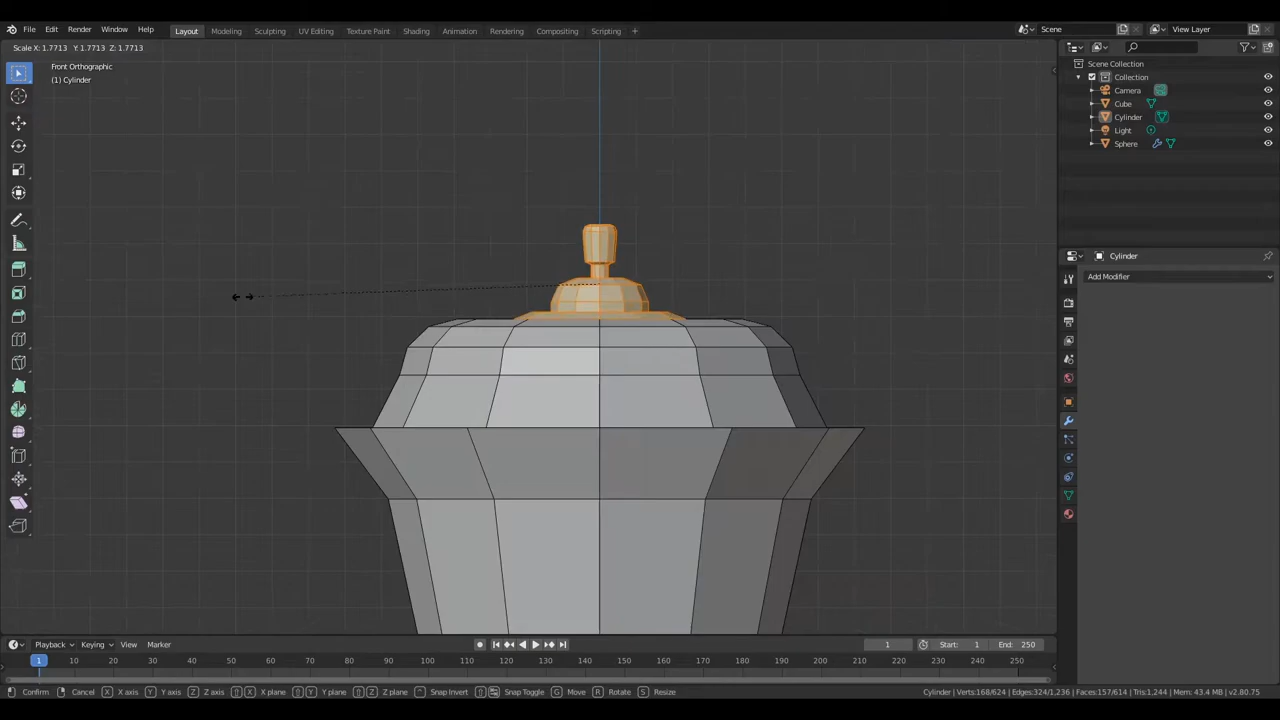 File Edit Render Window Help Layout Modeling Sculpting UV Editing Texture Paint Shading Animation Rendering Compositing Scripting + Scene View Layer
Scale X: 1.7713 Y: 1.7713 Z: 1.7713
Front Orthographic
(1) Cylinder
Scene Collection
Collection
Camera
Cube
Cylinder
Light
Sphere
Cylinder
Add Modifier
Playback Keying View Marker 1 Start: 1 End: 250
1 10 20 30 40 50 60 70 80 90 100 110 120 130 140 150 160 170 180 190 200 210 220 230 240 250
Confirm Cancel X X axis Y Y axis Z Z axis X X plane Y Y plane Z Z plane Snap Invert Snap Toggle G Move R Rotate S Resize Cylinder | Verts:168/624 | Edges:324/1,236 | Faces:157/614 | Tris:1,244 | Mem: 43.4 MB | v2.80.75